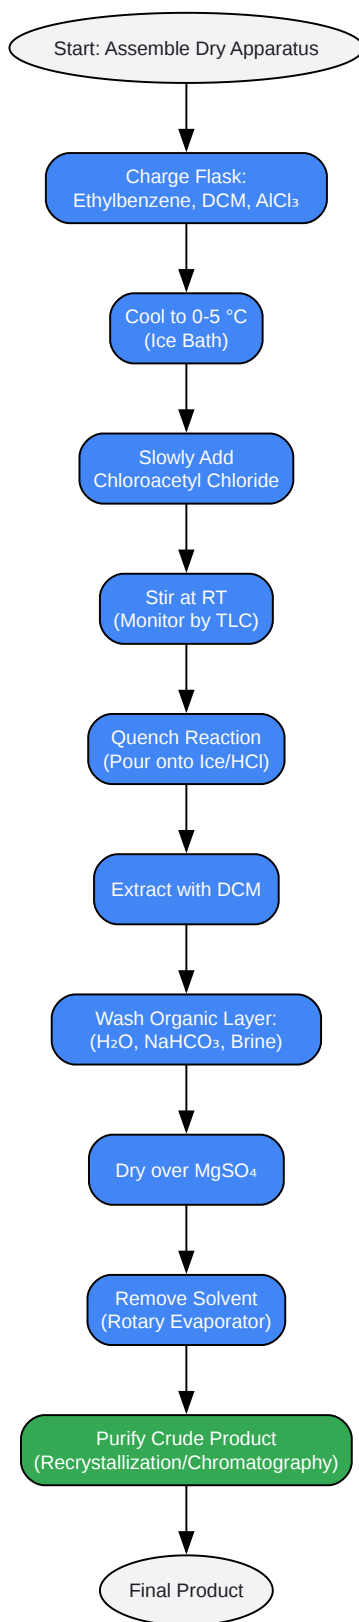 Start: Assemble Dry Apparatus
Charge Flask:
Ethylbenzene, DCM, AlCl₃
Cool to 0-5 °C
(Ice Bath)
Slowly Add
Chloroacetyl Chloride
Stir at RT
(Monitor by TLC)
Quench Reaction
(Pour onto Ice/HCl)
Extract with DCM
Wash Organic Layer:
(H₂O, NaHCO₃, Brine)
Dry over MgSO₄
Remove Solvent
(Rotary Evaporator)
Purify Crude Product
(Recrystallization/Chromatography)
Final Product